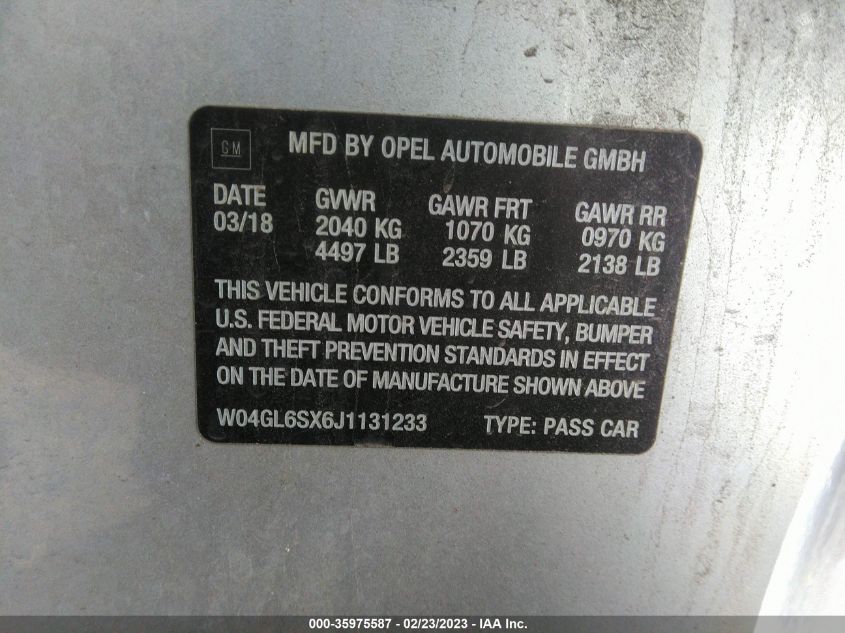 GM
MFD BY OPEL AUTOMOBILE GMBH
DATE GVWR GAWR FRT GAWR RR
03/18 2040 KG 1070 KG 0970 KG
4497 LB 2359 LB 2138 LB
THIS VEHICLE CONFORMS TO ALL APPLICABLE
U.S. FEDERAL MOTOR VEHICLE SAFETY, BUMPER
AND THEFT PREVENTION STANDARDS IN EFFECT
ON THE DATE OF MANUFACTURE SHOWN ABOVE
W04GL6SX6J1131233 TYPE: PASS CAR
000-35975587 - 02/23/2023 - IAA Inc.